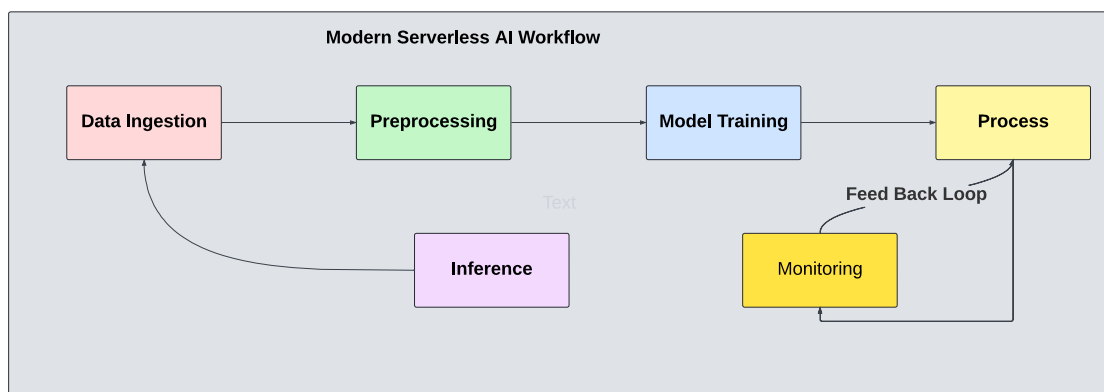 Modern Serverless AI Workflow
Data Ingestion
Preprocessing
Model Training
Process
Feed Back Loop
Text
Inference
Monitoring